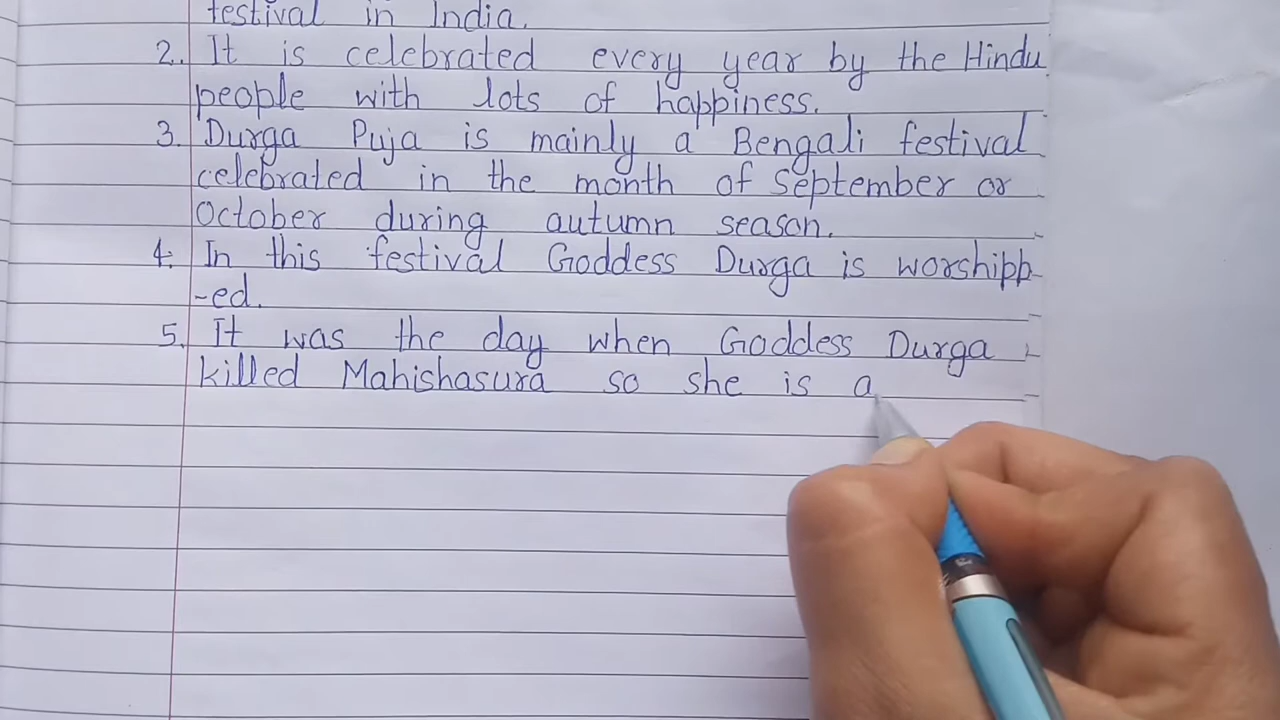 festival in India.
2. It is celebrated every year by the Hindu
people with lots of happiness.
3. Durga Puja is mainly a Bengali festival
celebrated in the month of September or
October during autumn season.
4. In this festival Goddess Durga is worshipp
-ed.
5. It was the day when Goddess Durga
killed Mahishasura so she is a